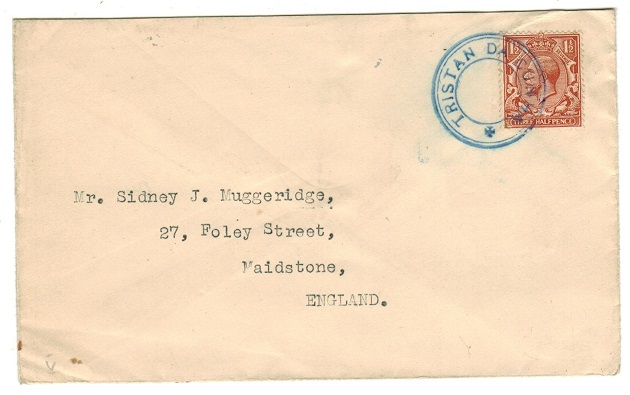 TRISTAN DA CUNHA
1½ 1½
THREE HALFPENCE
Mr. Sidney J. Muggeridge,
27, Foley Street,
Maidstone,
ENGLAND.